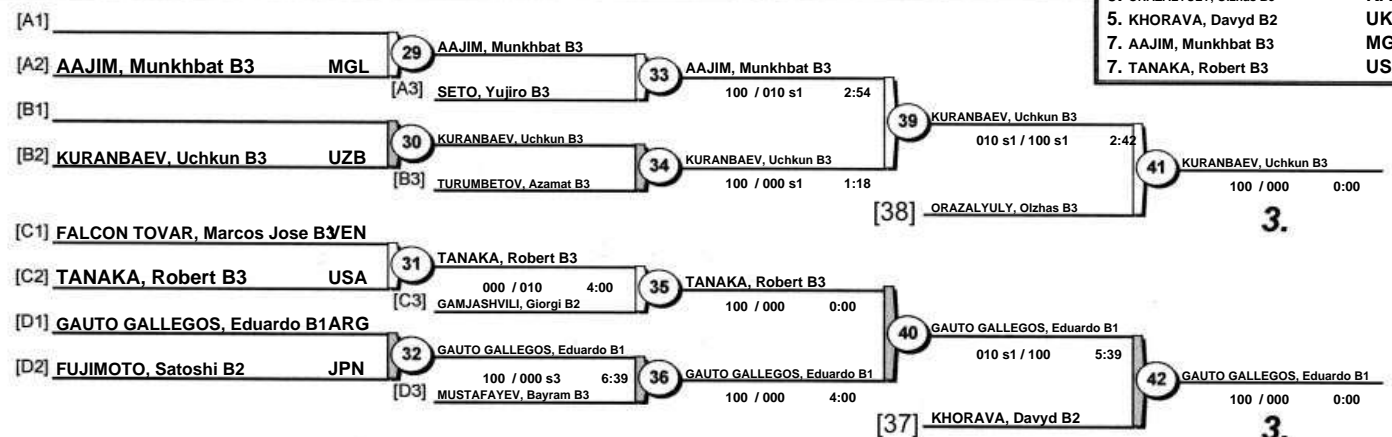 5. KHORAVA, Davyd B2 UK
7. AAJIM, Munkhbat B3 MG
7. TANAKA, Robert B3 US
[A1]
[A2] AAJIM, Munkhbat B3 MGL
29
AAJIM, Munkhbat B3
[A3] SETO, Yujiro B3
33
AAJIM, Munkhbat B3
100 / 010 s1 2:54
[B1]
[B2] KURANBAEV, Uchkun B3 UZB
30
KURANBAEV, Uchkun B3
[B3] TURUMBETOV, Azamat B3
34
KURANBAEV, Uchkun B3
100 / 000 s1 1:18
39
KURANBAEV, Uchkun B3
010 s1 / 100 s1 2:42
[38] ORAZALYULY, Olzhas B3
41
KURANBAEV, Uchkun B3
100 / 000 0:00
3.
[C1] FALCON TOVAR, Marcos Jose B3VEN
[C2] TANAKA, Robert B3 USA
31
TANAKA, Robert B3
000 / 010 4:00
[C3] GAMJASHVILI, Giorgi B2
35
TANAKA, Robert B3
100 / 000 0:00
[D1] GAUTO GALLEGOS, Eduardo B1ARG
[D2] FUJIMOTO, Satoshi B2 JPN
32
GAUTO GALLEGOS, Eduardo B1
100 / 000 s3 6:39
[D3] MUSTAFAYEV, Bayram B3
36
GAUTO GALLEGOS, Eduardo B1
100 / 000 4:00
40
GAUTO GALLEGOS, Eduardo B1
010 s1 / 100 5:39
[37] KHORAVA, Davyd B2
42
GAUTO GALLEGOS, Eduardo B1
100 / 000 0:00
3.